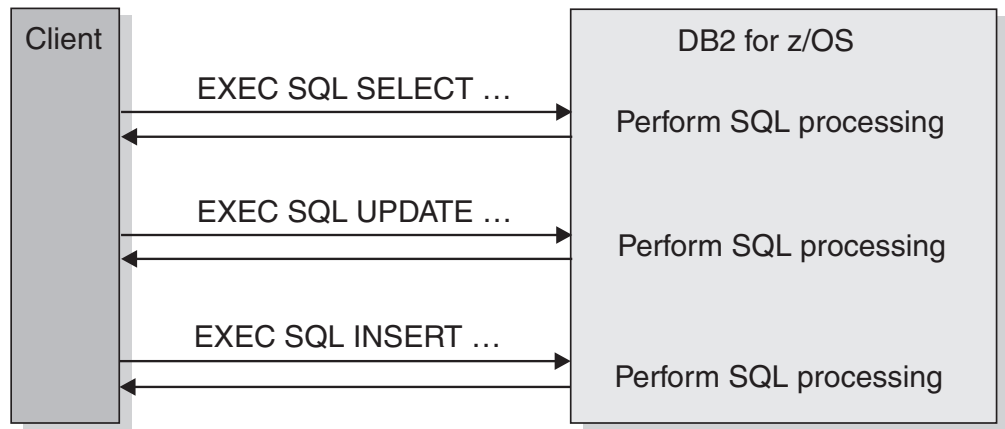 Client
DB2 for z/OS
EXEC SQL SELECT …
Perform SQL processing
EXEC SQL UPDATE …
Perform SQL processing
EXEC SQL INSERT …
Perform SQL processing